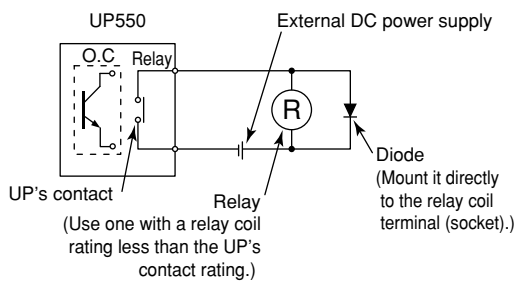 UP550
External DC power supply
O.C
Relay
R
Diode
(Mount it directly
to the relay coil
terminal (socket).)
UP's contact
Relay
(Use one with a relay coil
rating less than the UP's
contact rating.)